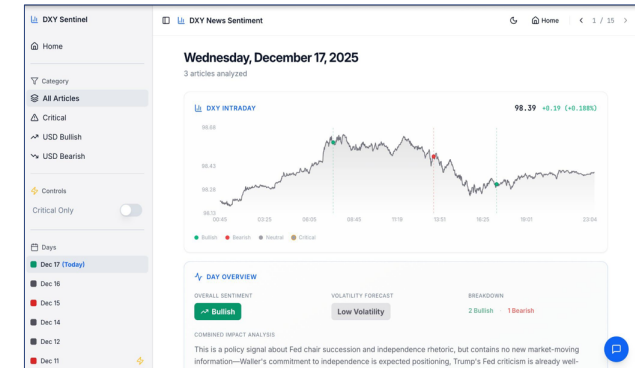 DXY Sentinel
Home
Category
All Articles
Critical
USD Bullish
USD Bearish
Controls
Critical Only
Days
Dec 17 (Today)
Dec 16
Dec 15
Dec 14
Dec 12
Dec 11
DXY News Sentiment
Home
1 / 15
Wednesday, December 17, 2025
3 articles analyzed
DXY INTRADAY
98.39 +0.19 (+0.188%)
98.68
98.43
98.13
03:25
06:05
09:45
11:18
13:51
16:25
19:01
23:04
Bullish Bearish Neutral Critical
DAY OVERVIEW
OVERALL SENTIMENT
VOLATILITY FORECAST
BREAKDOWN
Bullish
Low Volatility
2 Bullish 1 Bearish
COMBINED IMPACT ANALYSIS
This is a policy signal about Fed chair succession and independence rhetoric, but contains no new market-moving
information—Waller's commitment to independence is expected positioning, Trump's Fed criticism is already well-